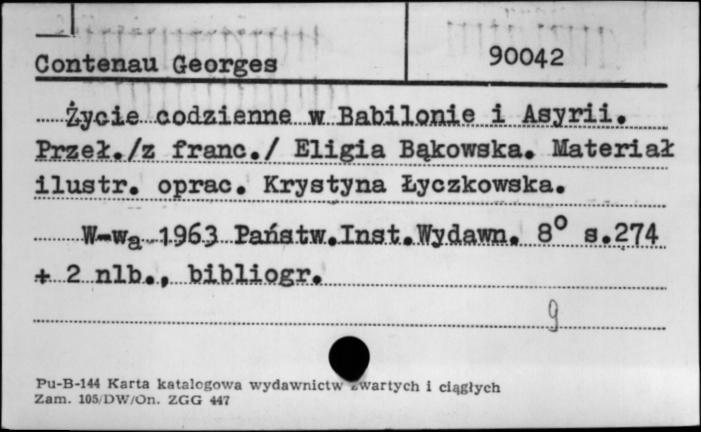 Contenau Georges
90042
Życie codzienne w Babilonie i Asyrii.
Przeł./z franc./ Eligia Bąkowska. Materiał
ilustr. oprac. Krystyna Łyczkowska.
W-wa 1963 Państw.Inst.Wydawn. 8° s.274
+ 2 nlb., bibliogr.
g
Pu-B-144 Karta katalogowa wydawnictw zwartych i ciągłych
Zam. 105/DW/On. ZGG 447